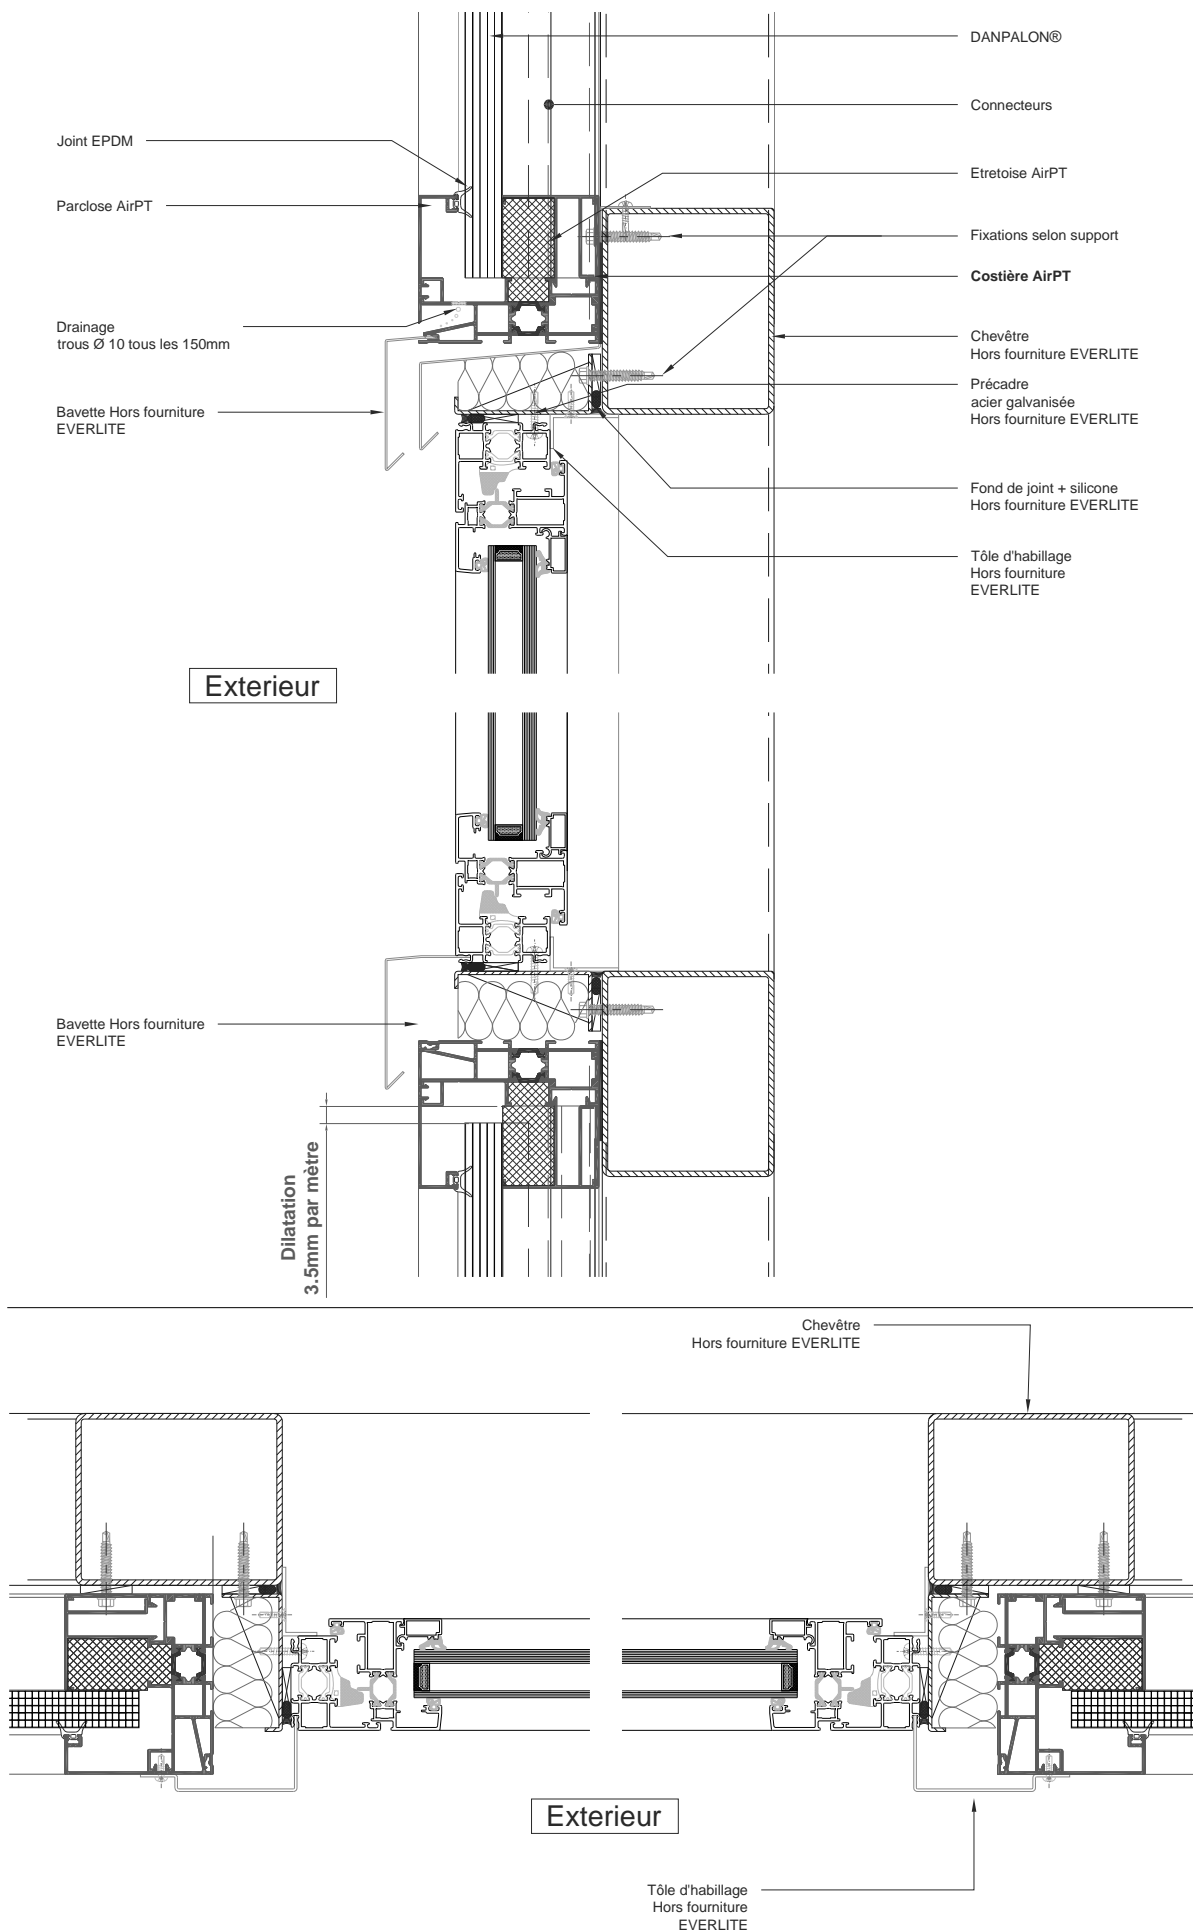 DANPALON®
Connecteurs
Joint EPDM
Etretoise AirPT
Parclose AirPT
Fixations selon support
Costière AirPT
Drainage
trous Ø 10 tous les 150mm
Chevêtre
Hors fourniture EVERLITE
Précadre
acier galvanisée
Hors fourniture EVERLITE
Bavette Hors fourniture
EVERLITE
Fond de joint + silicone
Hors fourniture EVERLITE
Tôle d'habillage
Hors fourniture
EVERLITE
Exterieur
Bavette Hors fourniture
EVERLITE
Dilatation
3.5mm par mètre
Chevêtre
Hors fourniture EVERLITE
Exterieur
Tôle d'habillage
Hors fourniture
EVERLITE